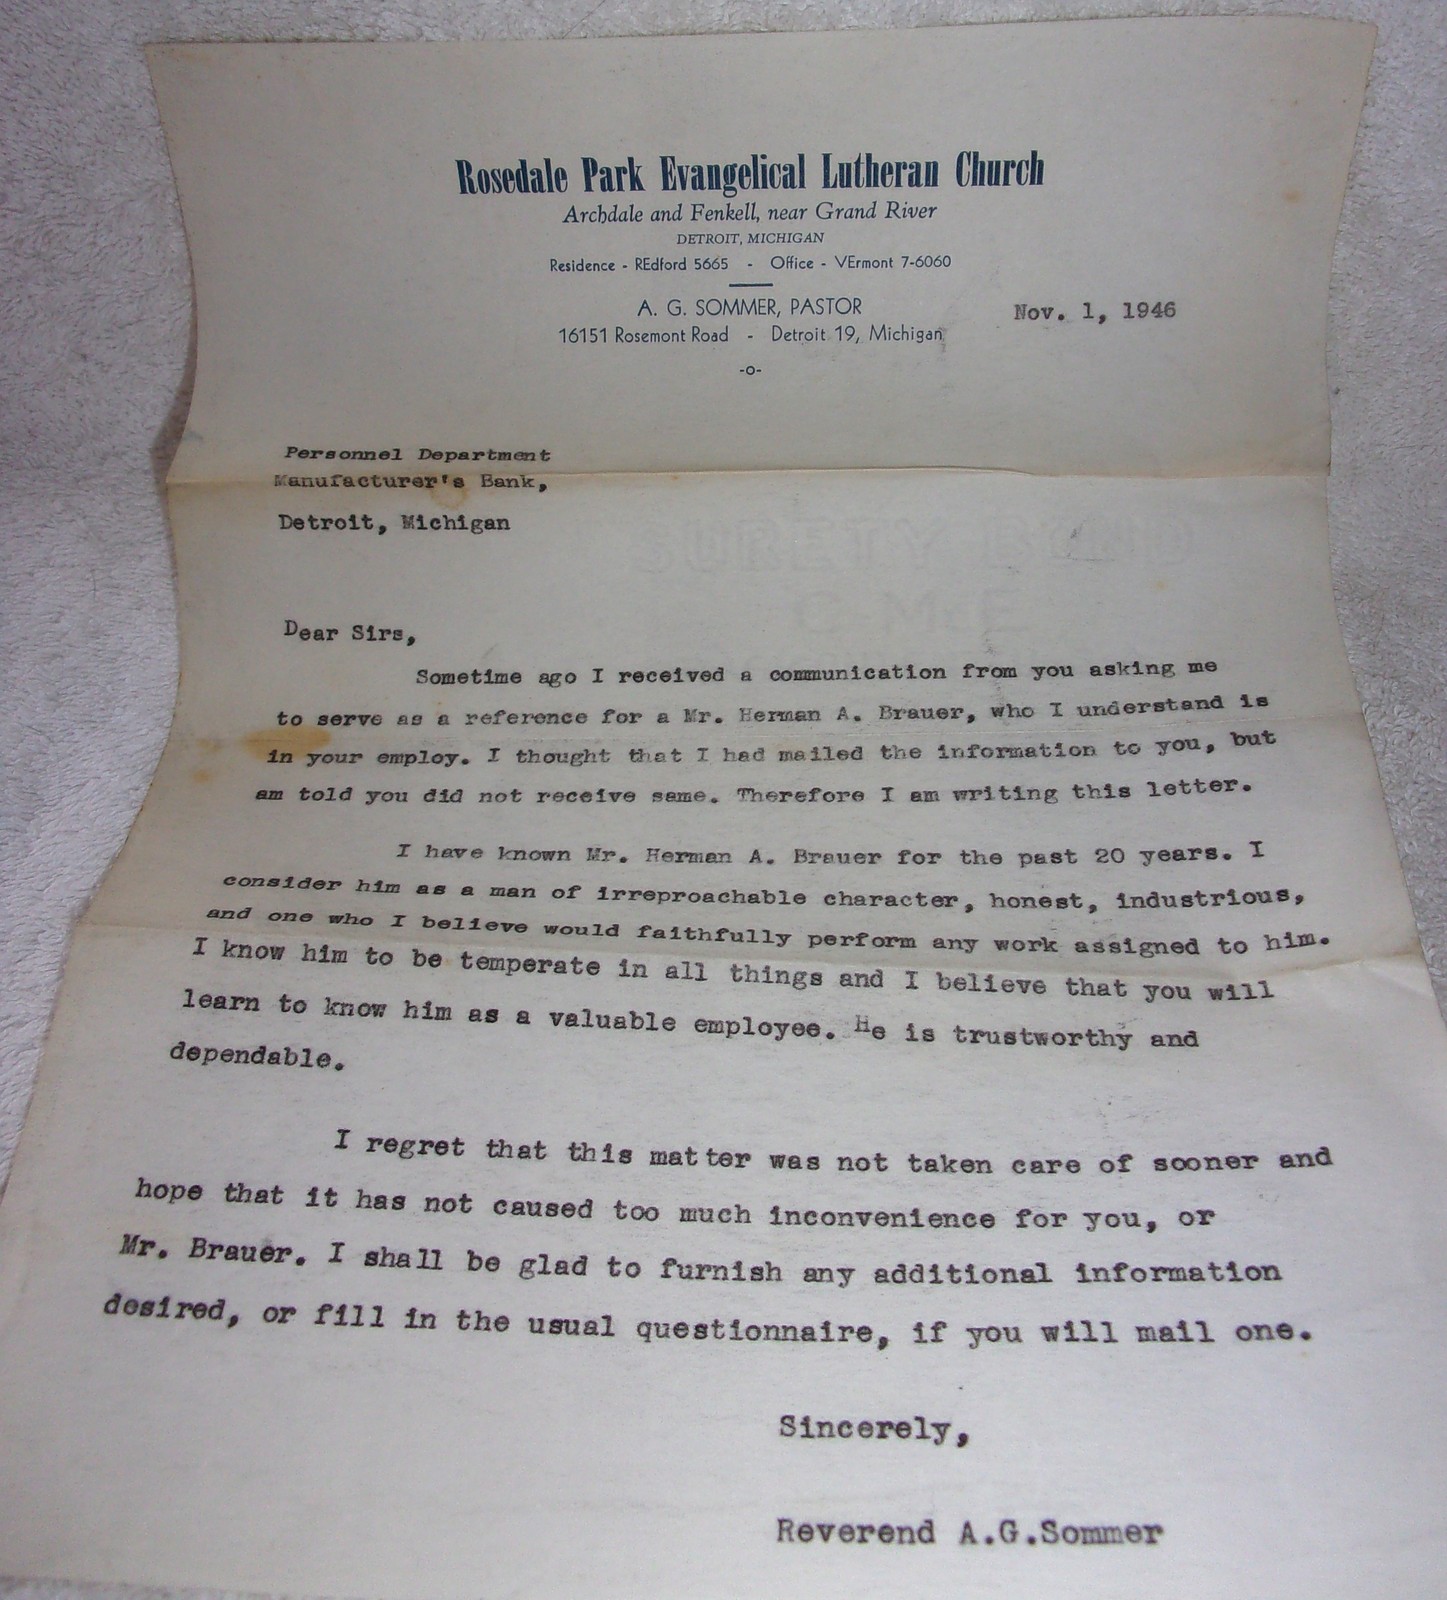 Rosedale Park Evangelical Lutheran Church
Archdale and Fenkell, near Grand River
DETROIT, MICHIGAN
Residence - REdford 5665 - Office - VErmont 7-6060
A. G. SOMMER, PASTOR
Nov. 1, 1946
16151 Rosemont Road - Detroit 19, Michigan
-o-
Personnel Department
Manufacturer's Bank,
Detroit, Michigan
SURETY BOND
Dear Sirs,
Sometime ago I received a communication from you asking me
to serve as a reference for a Mr. Herman A. Brauer, who I understand is
in your employ. I thought that I had mailed the information to you, but
am told you did not receive same. Therefore I am writing this letter.
I have known Mr. Herman A. Brauer for the past 20 years. I
consider him as a man of irreproachable character, honest, industrious,
and one who I believe would faithfully perform any work assigned to him.
I know him to be temperate in all things and I believe that you will
learn to know him as a valuable employee. He is trustworthy and
dependable.
I regret that this matter was not taken care of sooner and
hope that it has not caused too much inconvenience for you, or
Mr. Brauer. I shall be glad to furnish any additional information
desired, or fill in the usual questionnaire, if you will mail one.
Sincerely,
Reverend A.G.Sommer